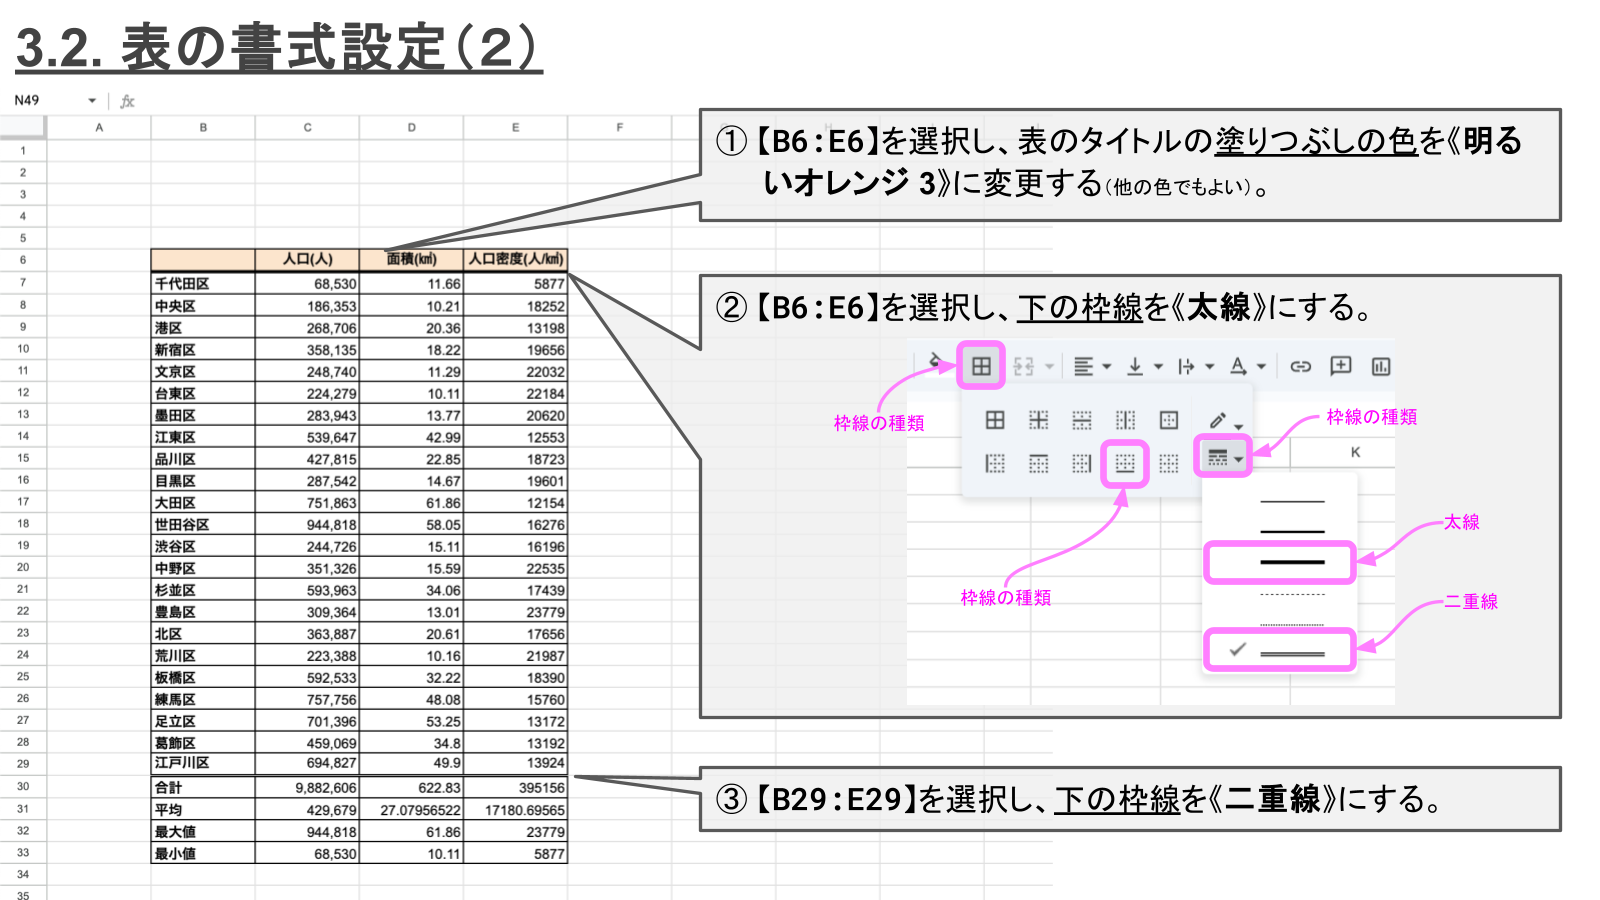 3.2. 表の書式設定（２）
N49 fx
A B C D E F
1
2
3
4
5
6 人口(人) 面積(㎢) 人口密度(人/㎢)
7 千代田区 68,530 11.66 5877
8 中央区 186,353 10.21 18252
9 港区 268,706 20.36 13198
10 新宿区 358,135 18.22 19656
11 文京区 248,740 11.29 22032
12 台東区 224,279 10.11 22184
13 墨田区 283,943 13.77 20620
14 江東区 539,647 42.99 12553
15 品川区 427,815 22.85 18723
16 目黒区 287,542 14.67 19601
17 大田区 751,863 61.86 12154
18 世田谷区 944,818 58.05 16276
19 渋谷区 244,726 15.11 16196
20 中野区 351,326 15.59 22535
21 杉並区 593,963 34.06 17439
22 豊島区 309,364 13.01 23779
23 北区 363,887 20.61 17656
24 荒川区 223,388 10.16 21987
25 板橋区 592,533 32.22 18390
26 練馬区 757,756 48.08 15760
27 足立区 701,396 53.25 13172
28 葛飾区 459,069 34.8 13192
29 江戸川区 694,827 49.9 13924
30 合計 9,882,606 622.83 395156
31 平均 429,679 27.07956522 17180.69565
32 最大値 944,818 61.86 23779
33 最小値 68,530 10.11 5877
34
35
① 【B6：E6】を選択し、表のタイトルの塗りつぶしの色を《明る
いオレンジ 3》に変更する（他の色でもよい）。
② 【B6：E6】を選択し、下の枠線を《太線》にする。
枠線の種類
枠線の種類
K
太線
枠線の種類
二重線
③ 【B29：E29】を選択し、下の枠線を《二重線》にする。